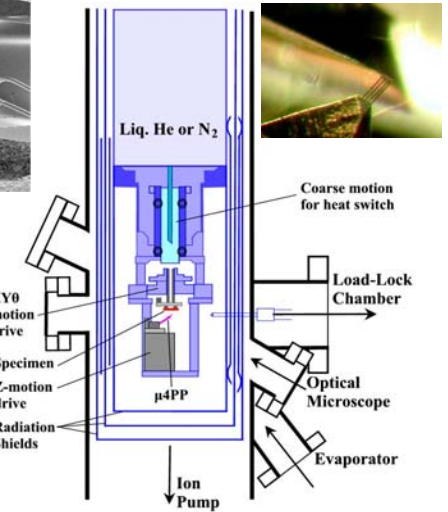 Liq. He or N2
Coarse motion
for heat switch
XYθ
motion
drive
Load-Lock
Chamber
Specimen
Z-motion
drive
μ4PP
Optical
Microscope
Radiation
Shields
Evaporator
Ion
Pump